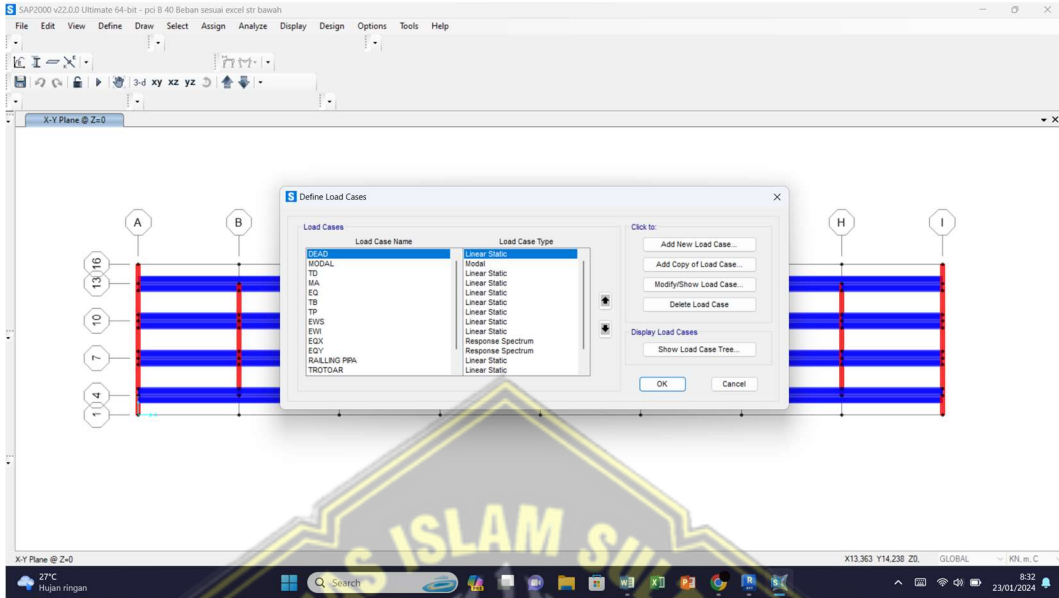 SAP2000 v22.0.0 Ultimate 64-bit - pci B 40 Beban sesuai excel str bawah
File Edit View Define Draw Select Assign Analyze Display Design Options Tools Help
3-d xy xz yz
X-Y Plane @ Z=0
Define Load Cases
Load Cases
Click to:
Load Case Name Load Case Type
DEAD Linear Static
MODAL Modal
TD Linear Static
MA Linear Static
EQ Linear Static
TB Linear Static
TP Linear Static
EWS Linear Static
EWI Linear Static
EQX Response Spectrum
EQY Response Spectrum
RAILLING PIPA Linear Static
TROTOAR Linear Static
Add New Load Case...
Add Copy of Load Case...
Modify/Show Load Case...
Delete Load Case
Display Load Cases
Show Load Case Tree...
OK Cancel
A B H I
16
13
10
7
4
1
ISLAM SU
X-Y Plane @ Z=0 X13,363 Y14,238 Z0, GLOBAL KN, m, C
27°C
Hujan ringan
Search
8:32
23/01/2024